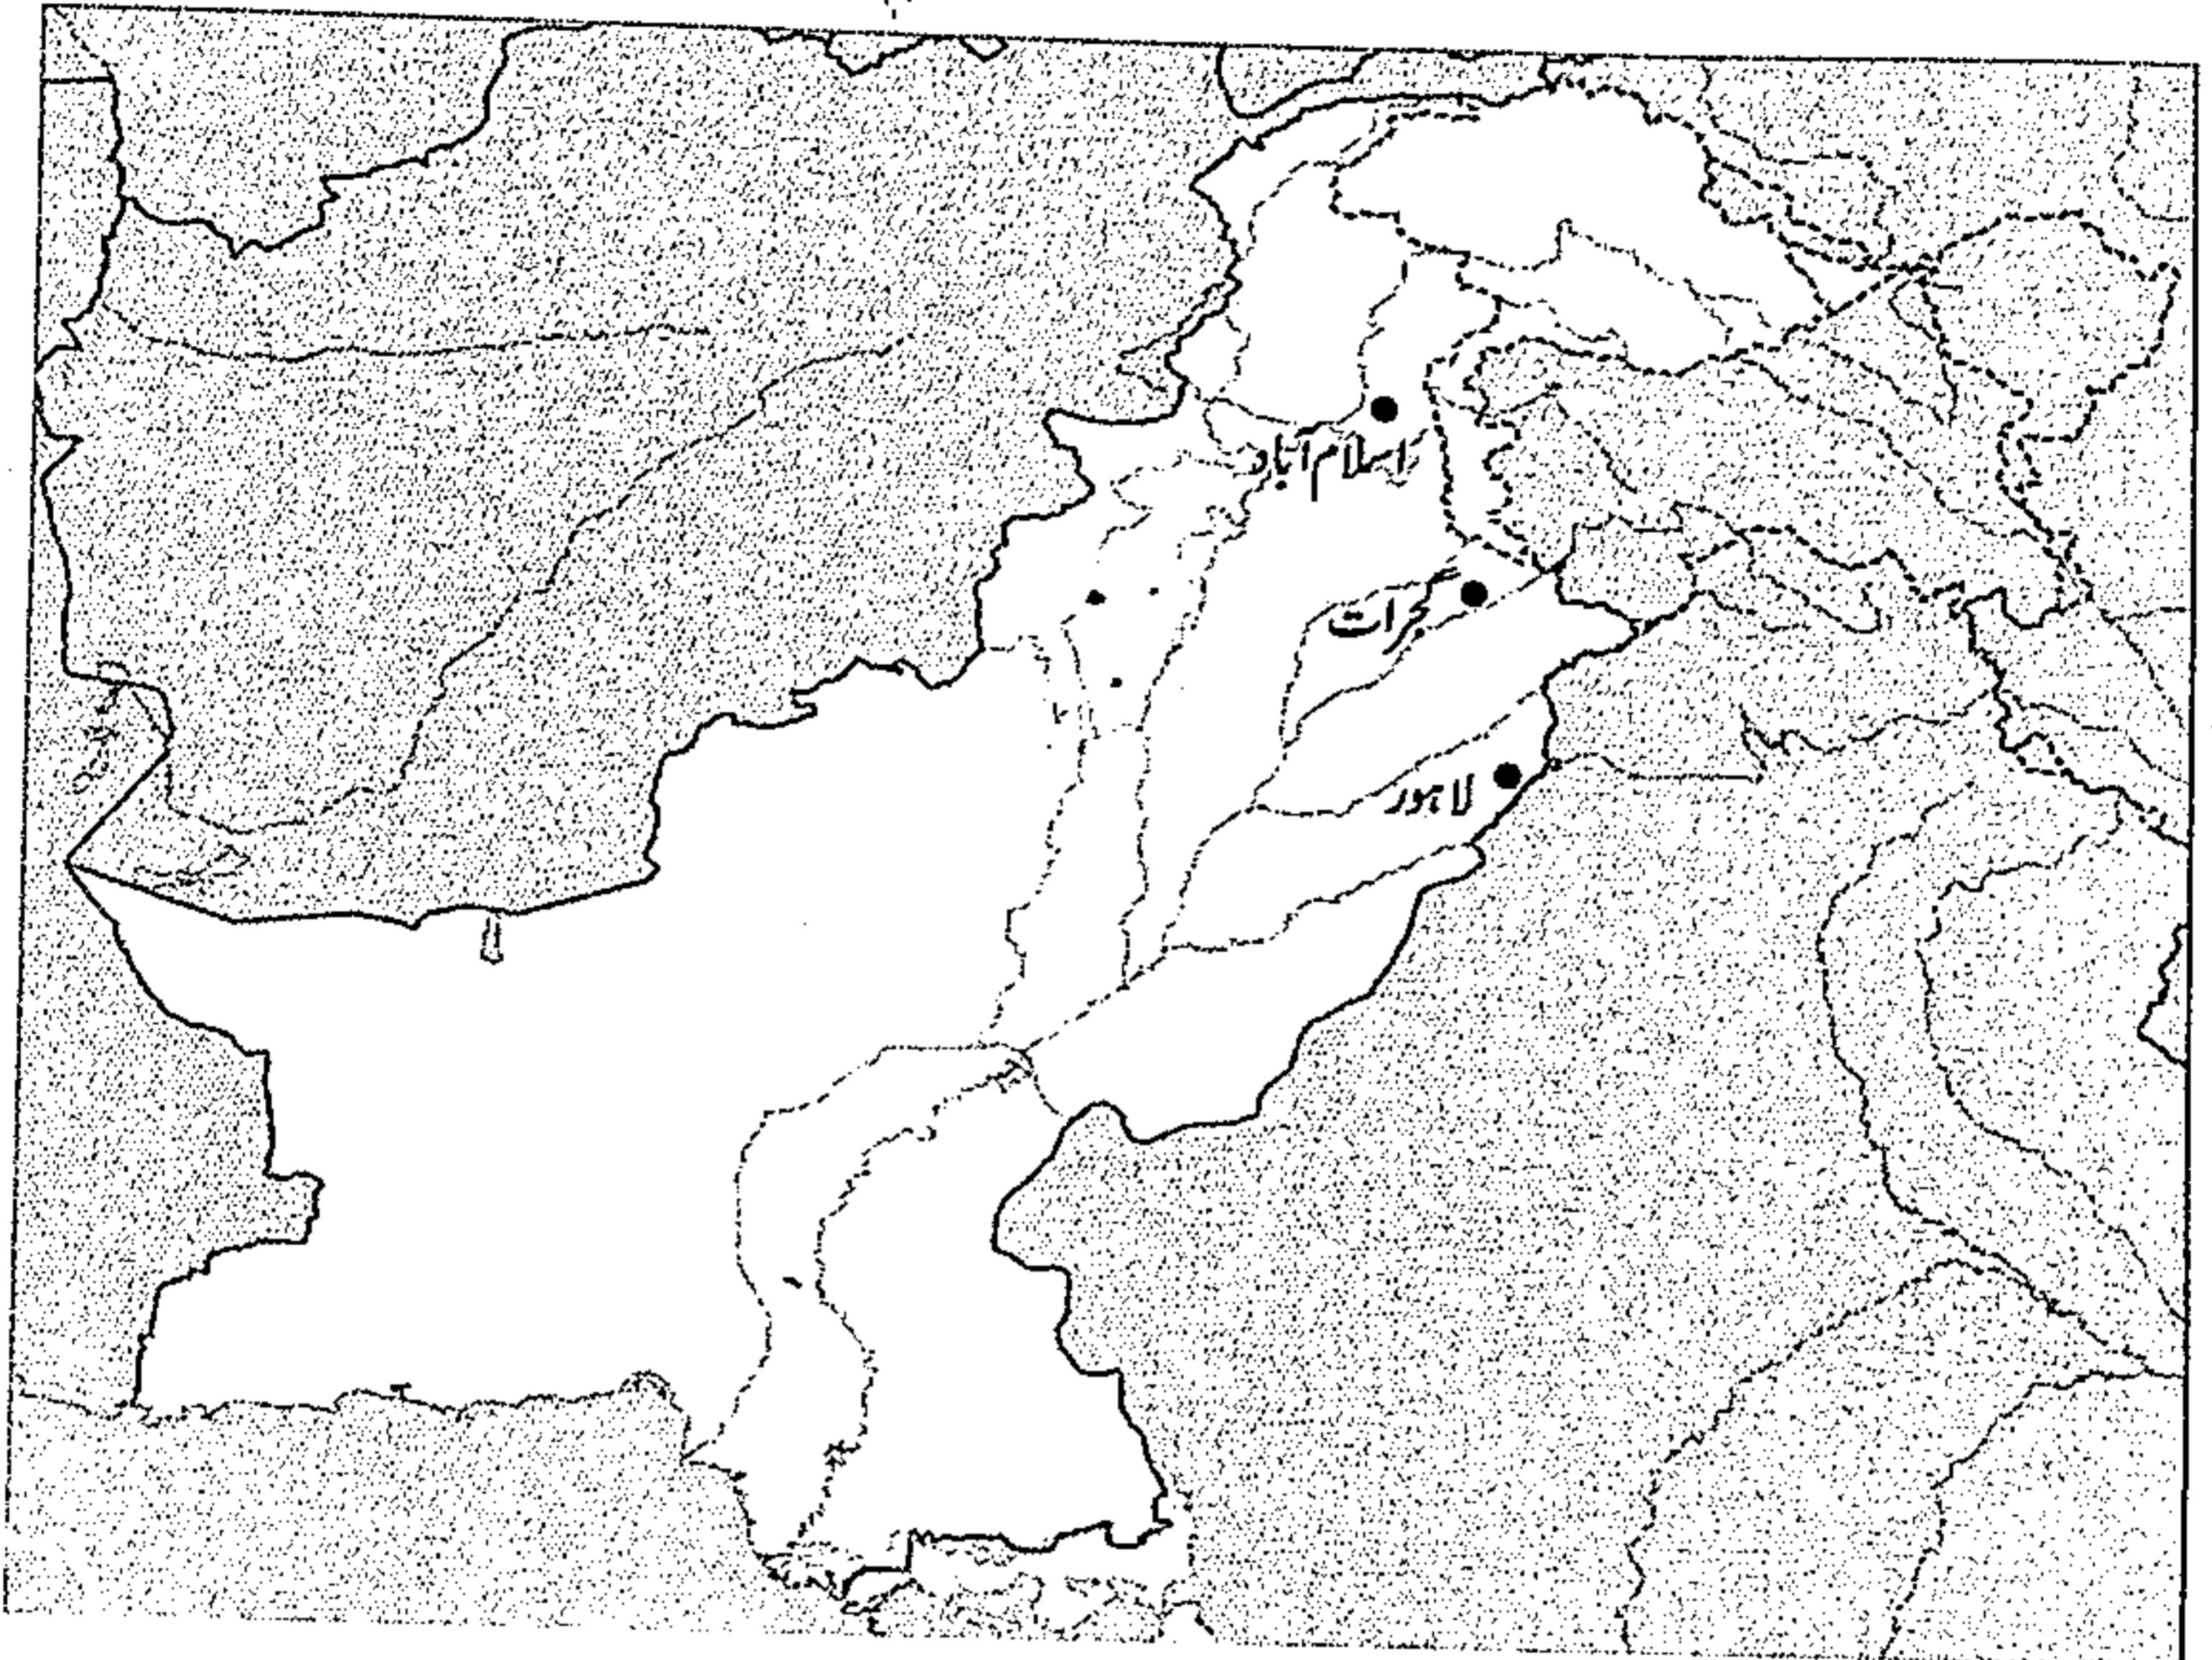 اسلام آباد
گجرات
لاہور